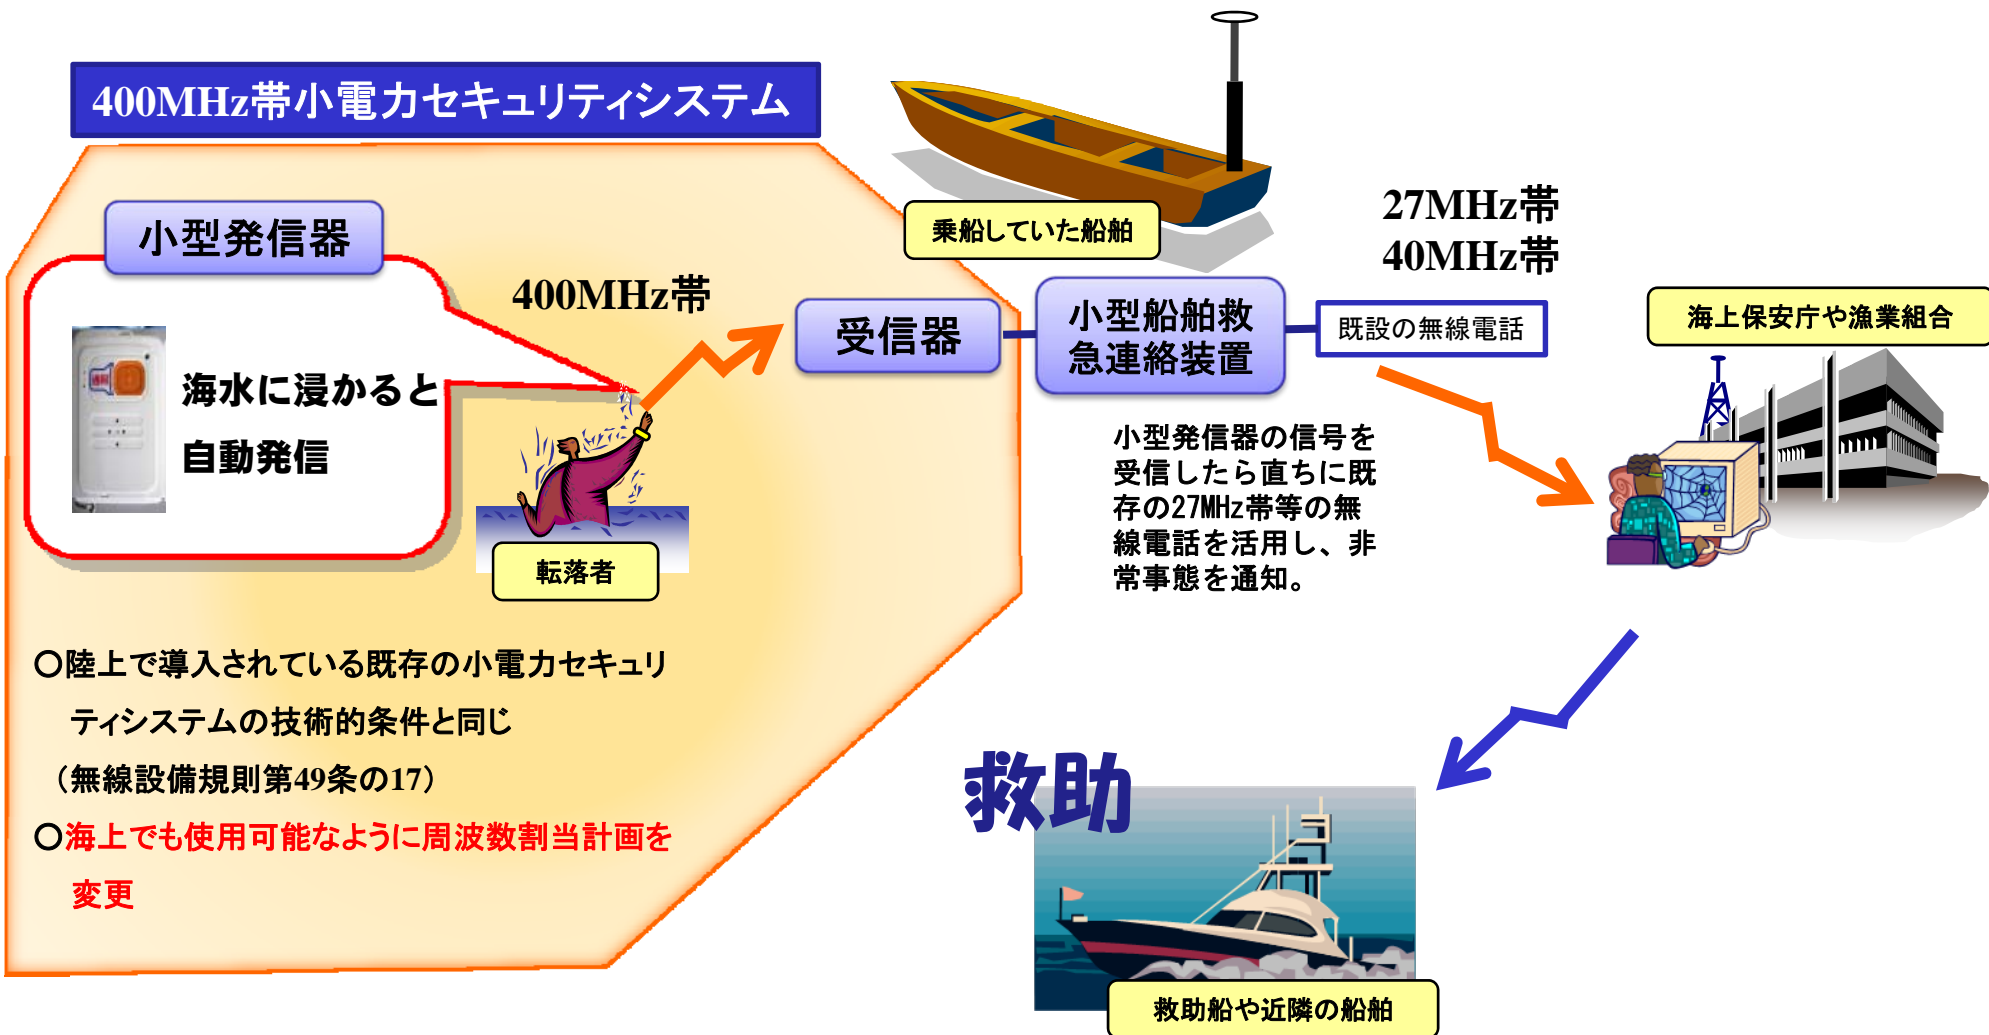 400MHz帯小電力セキュリティシステム
小型発信器
海水に浸かると
自動発信
400MHz帯
転落者
受信器
乗船していた船舶
小型船舶救
急連絡装置
既設の無線電話
27MHz帯
40MHz帯
小型発信器の信号を
受信したら直ちに既
存の27MHz帯等の無
線電話を活用し、非
常事態を通知。
海上保安庁や漁業組合
○陸上で導入されている既存の小電力セキュリ
ティシステムの技術的条件と同じ
（無線設備規則第49条の17）
○海上でも使用可能なように周波数割当計画を
変更
救助
救助船や近隣の船舶